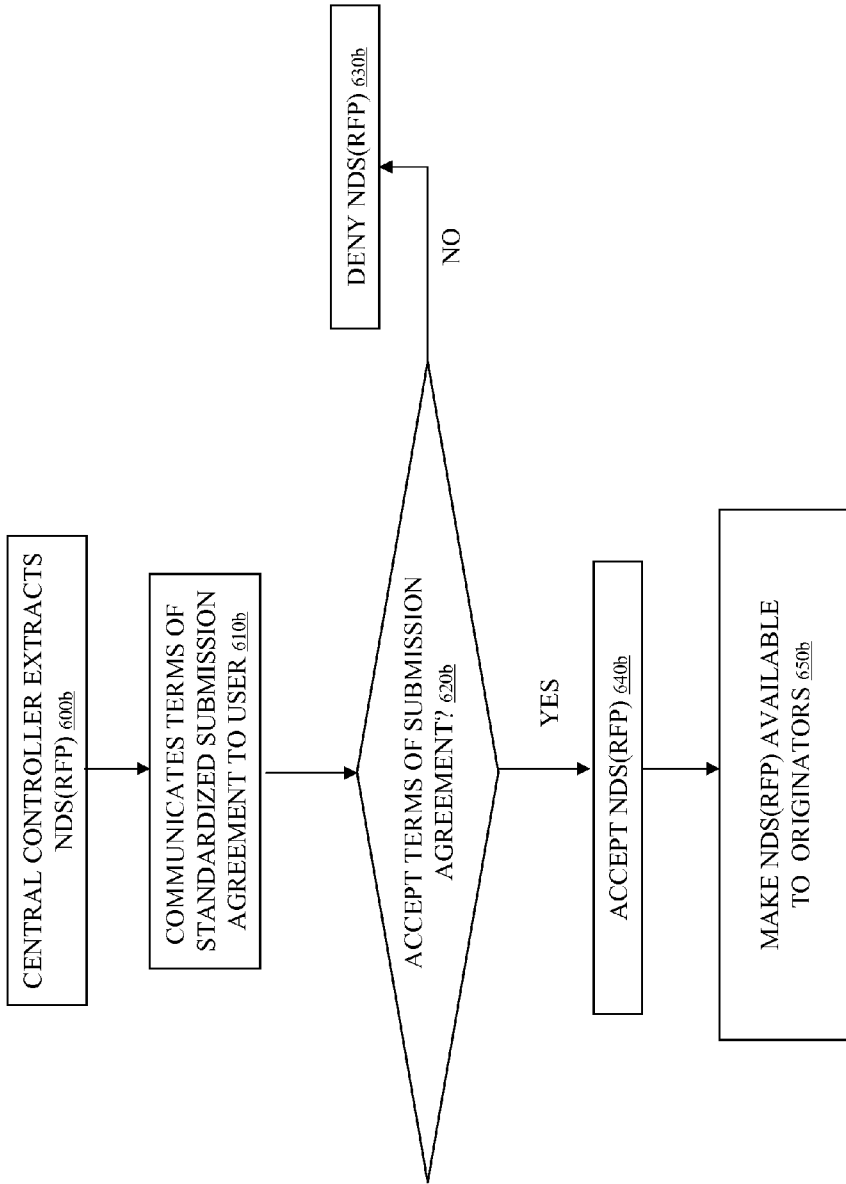 CENTRAL CONTROLLER EXTRACTS
NDS(RFP) 600b
COMMUNICATES TERMS OF
STANDARDIZED SUBMISSION
AGREEMENT TO USER 610b
ACCEPT TERMS OF SUBMISSION
AGREEMENT? 620b
NO
DENY NDS(RFP) 630b
YES
ACCEPT NDS(RFP) 640b
MAKE NDS(RFP) AVAILABLE
TO ORIGINATORS 650b